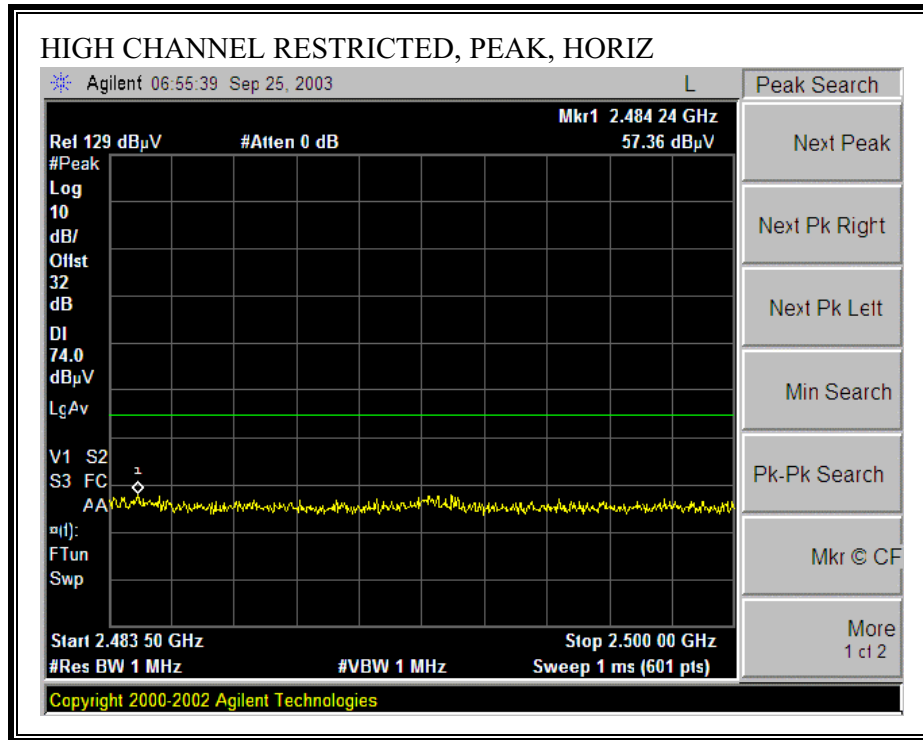 HIGH CHANNEL RESTRICTED, PEAK, HORIZ
Agilent 06:55:39 Sep 25, 2003 L
Peak Search
Mkr1 2.484 24 GHz
Ref 129 dBµV #Atten 0 dB 57.36 dBµV
#Peak
Log
10
dB/
Offst
32
dB
DI
74.0
dBµV
LgAv
V1 S2
S3 FC
AA
¤(f):
FTun
Swp
1
Start 2.483 50 GHz Stop 2.500 00 GHz
#Res BW 1 MHz #VBW 1 MHz Sweep 1 ms (601 pts)
Copyright 2000-2002 Agilent Technologies
Next Peak
Next Pk Right
Next Pk Left
Min Search
Pk-Pk Search
Mkr © CF
More
1 of 2